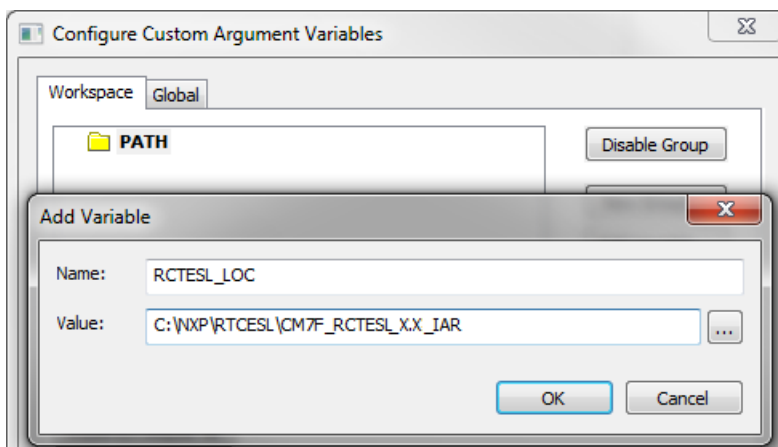 Configure Custom Argument Variables
Workspace Global
PATH
Disable Group
Add Variable
Name: RCTESL_LOC
Value: C:\NXP\RTCESL\CM7F_RCTESL_X.X_IAR
...
OK Cancel